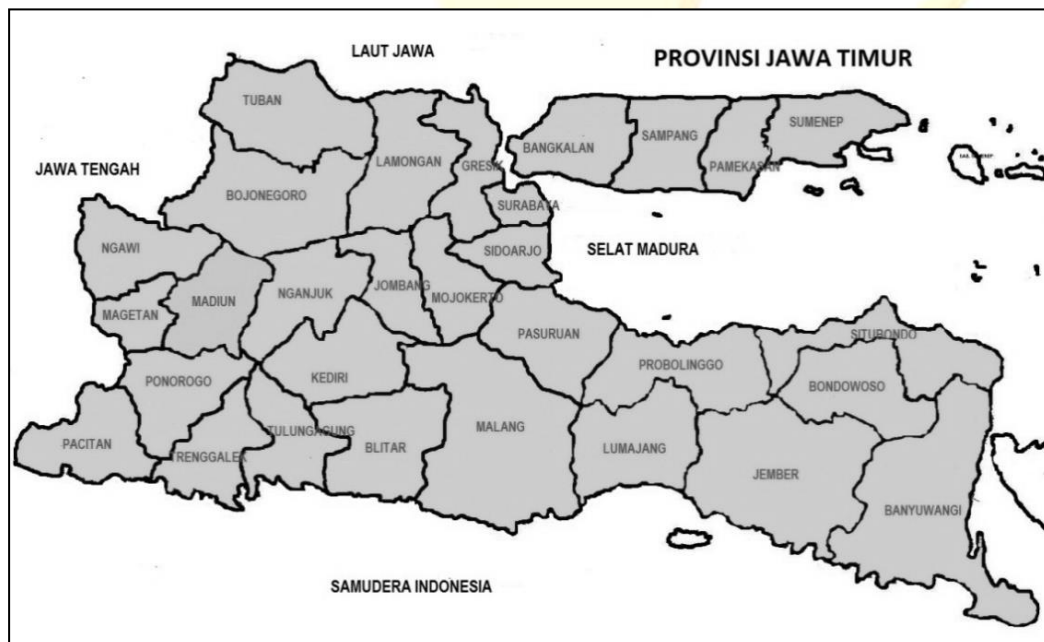 LAUT JAWA
PROVINSI JAWA TIMUR
TUBAN
SUMENEP
SAMPANG
BANGKALAN
LAMONGAN
GRESIK
PAMEKASAN
JAWA TENGAH
BOJONEGORO
SURABAYA
NGAWI
SIDOARJO
SELAT MADURA
MADIUN
NGANJUK
JOMBANG
MOJOKERTO
MAGETAN
PASURUAN
SITUBONDO
PROBOLINGGO
PONOROGO
KEDIRI
BONDOWOSO
MALANG
TULUNGAGUNG
PACITAN
TRENGGALEK
BLITAR
LUMAJANG
JEMBER
BANYUWANGI
SAMUDERA INDONESIA